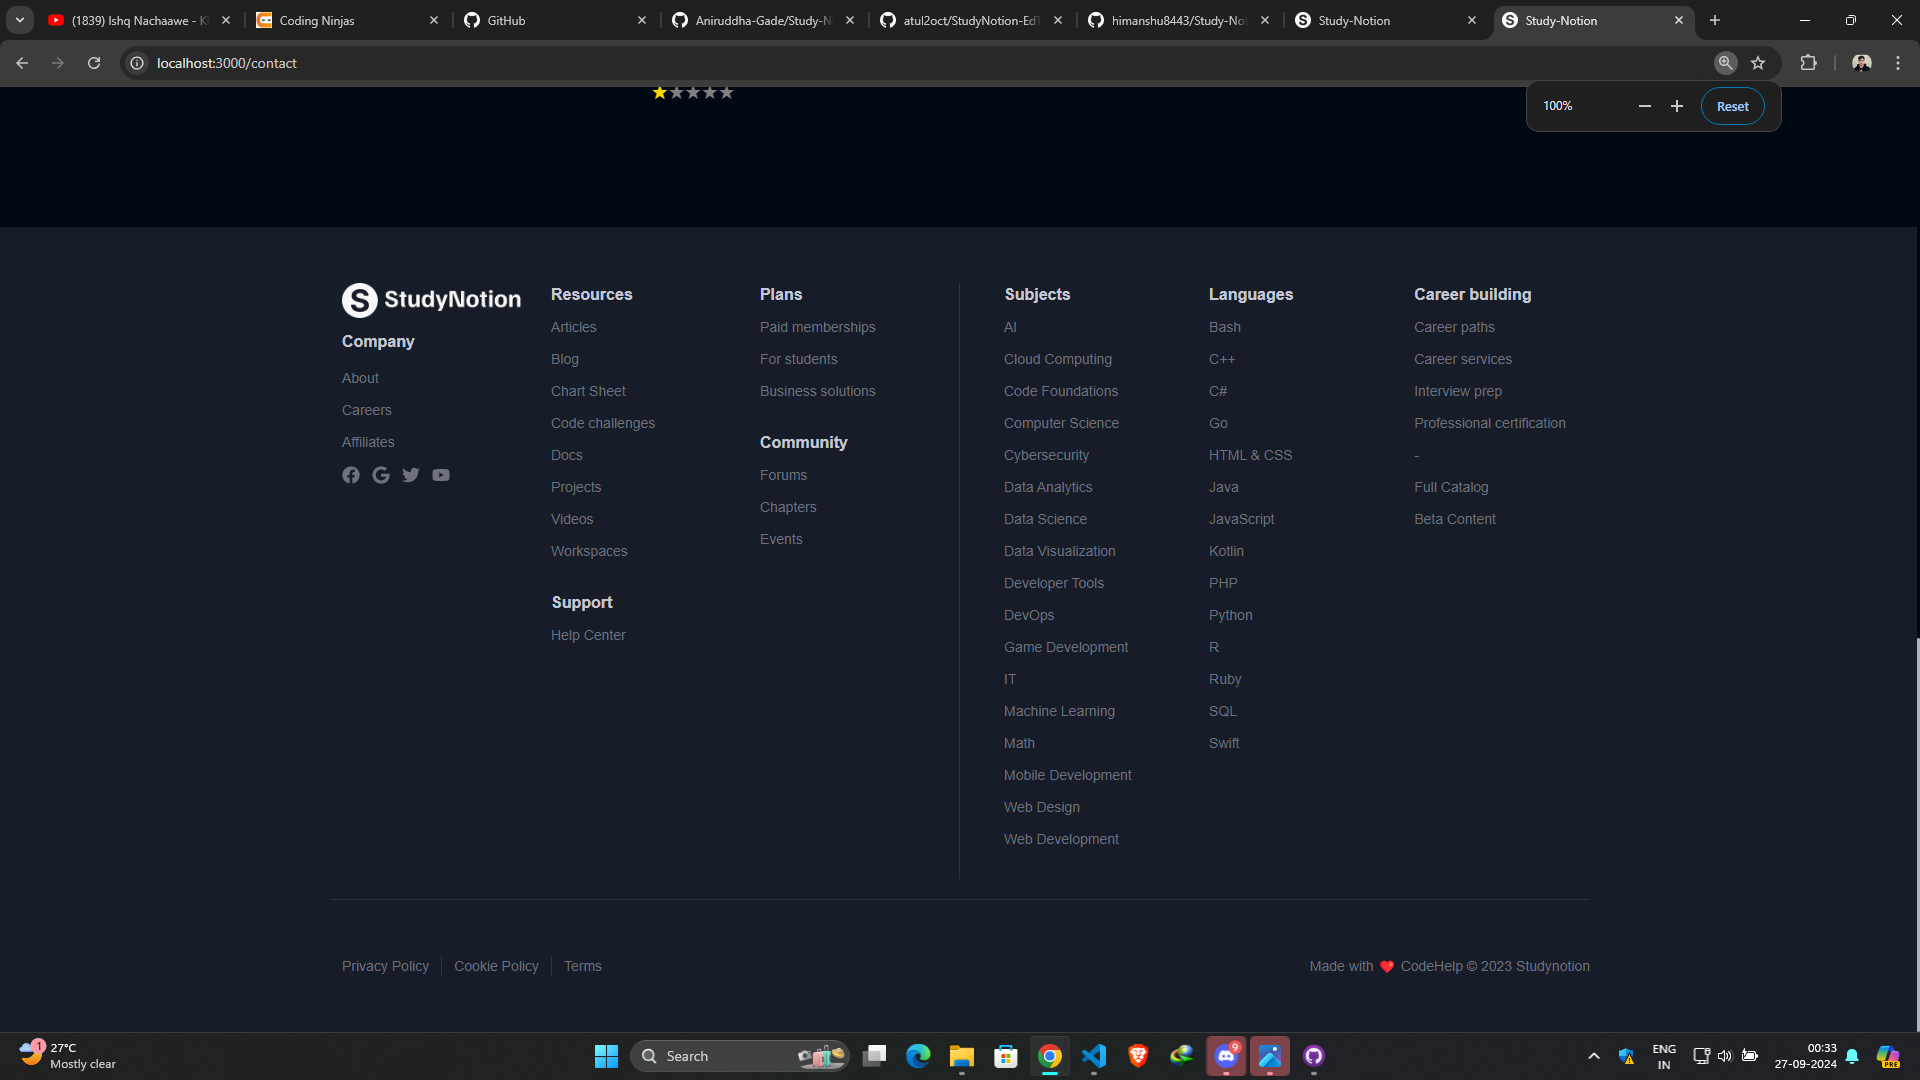 (1839) Ishq Nachaawe - K
Coding Ninjas
GitHub
Aniruddha-Gade/Study-N
atul2oct/StudyNotion-EdT
himanshu8443/Study-Not
Study-Notion
Study-Notion
localhost:3000/contact
100%
Reset
StudyNotion
Company
About
Careers
Affiliates
Resources
Articles
Blog
Chart Sheet
Code challenges
Docs
Projects
Videos
Workspaces
Support
Help Center
Plans
Paid memberships
For students
Business solutions
Community
Forums
Chapters
Events
Subjects
AI
Cloud Computing
Code Foundations
Computer Science
Cybersecurity
Data Analytics
Data Science
Data Visualization
Developer Tools
DevOps
Game Development
IT
Machine Learning
Math
Mobile Development
Web Design
Web Development
Languages
Bash
C++
C#
Go
HTML & CSS
Java
JavaScript
Kotlin
PHP
Python
R
Ruby
SQL
Swift
Career building
Career paths
Career services
Interview prep
Professional certification
-
Full Catalog
Beta Content
Privacy Policy
Cookie Policy
Terms
Made with ❤️ CodeHelp © 2023 Studynotion
1
27°C
Mostly clear
Search
9
ENG
IN
00:33
27-09-2024
PRE